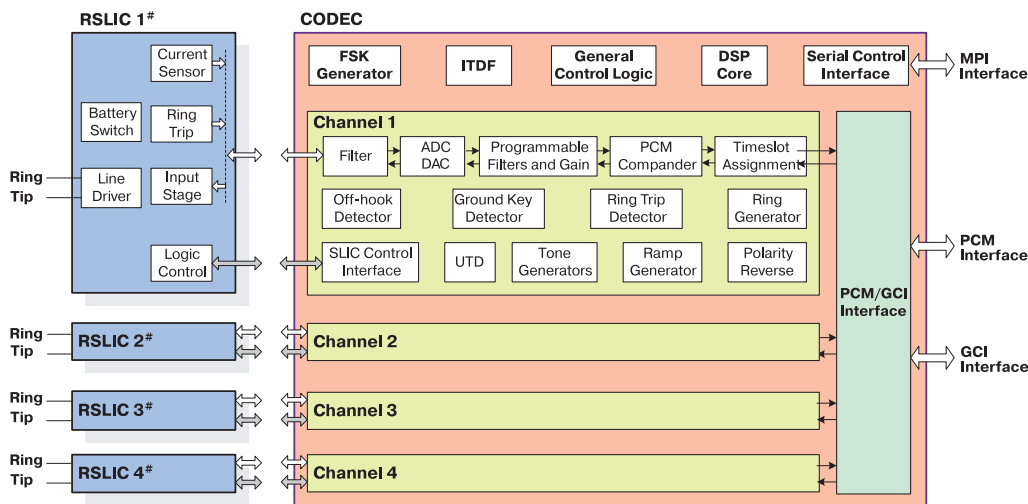 RSLIC 1#
CODEC
Current
Sensor
Battery
Switch
Ring
Trip
Ring
Tip
Line
Driver
Input
Stage
Logic
Control
FSK
Generator
ITDF
General
Control Logic
DSP
Core
Serial Control
Interface
MPI
Interface
Channel 1
Filter
ADC
DAC
Programmable
Filters and Gain
PCM
Compander
Timeslot
Assignment
Off-hook
Detector
Ground Key
Detector
Ring Trip
Detector
Ring
Generator
SLIC Control
Interface
UTD
Tone
Generators
Ramp
Generator
Polarity
Reverse
PCM/GCI
Interface
PCM
Interface
GCI
Interface
Ring
Tip
RSLIC 2#
Channel 2
Ring
Tip
RSLIC 3#
Channel 3
Ring
Tip
RSLIC 4#
Channel 4